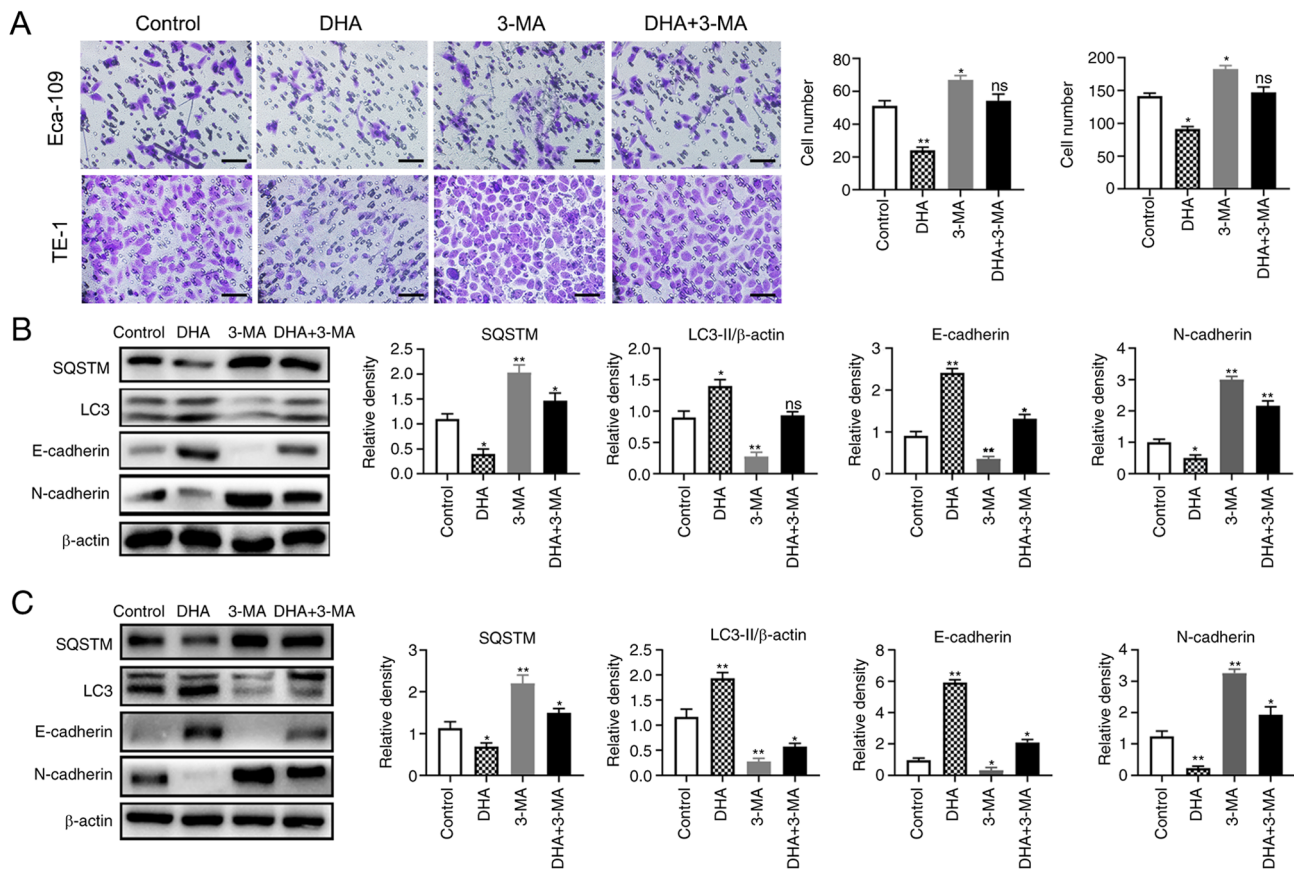 A
Control DHA 3-MA DHA+3-MA
Eca-109
TE-1
Cell number
80
60
40
20
0
**
*
ns
Control
DHA
3-MA
DHA+3-MA
Cell number
200
150
100
50
0
*
*
ns
Control
DHA
3-MA
DHA+3-MA
B
Control DHA 3-MA DHA+3-MA
SQSTM
LC3
E-cadherin
N-cadherin
β-actin
SQSTM
Relative density
2.5
2.0
1.5
1.0
0.5
0.0
*
**
*
Control
DHA
3-MA
DHA+3-MA
LC3-II/β-actin
Relative density
2.0
1.5
1.0
0.5
0.0
*
**
ns
Control
DHA
3-MA
DHA+3-MA
E-cadherin
Relative density
3
2
1
0
**
**
*
Control
DHA
3-MA
DHA+3-MA
N-cadherin
Relative density
4
3
2
1
0
*
**
**
Control
DHA
3-MA
DHA+3-MA
C
Control DHA 3-MA DHA+3-MA
SQSTM
LC3
E-cadherin
N-cadherin
β-actin
SQSTM
Relative density
3
2
1
0
*
**
*
Control
DHA
3-MA
DHA+3-MA
LC3-II/β-actin
Relative density
2.5
2.0
1.5
1.0
0.5
0.0
**
**
*
Control
DHA
3-MA
DHA+3-MA
E-cadherin
Relative density
8
6
4
2
0
**
*
*
Control
DHA
3-MA
DHA+3-MA
N-cadherin
Relative density
4
3
2
1
0
**
**
*
Control
DHA
3-MA
DHA+3-MA